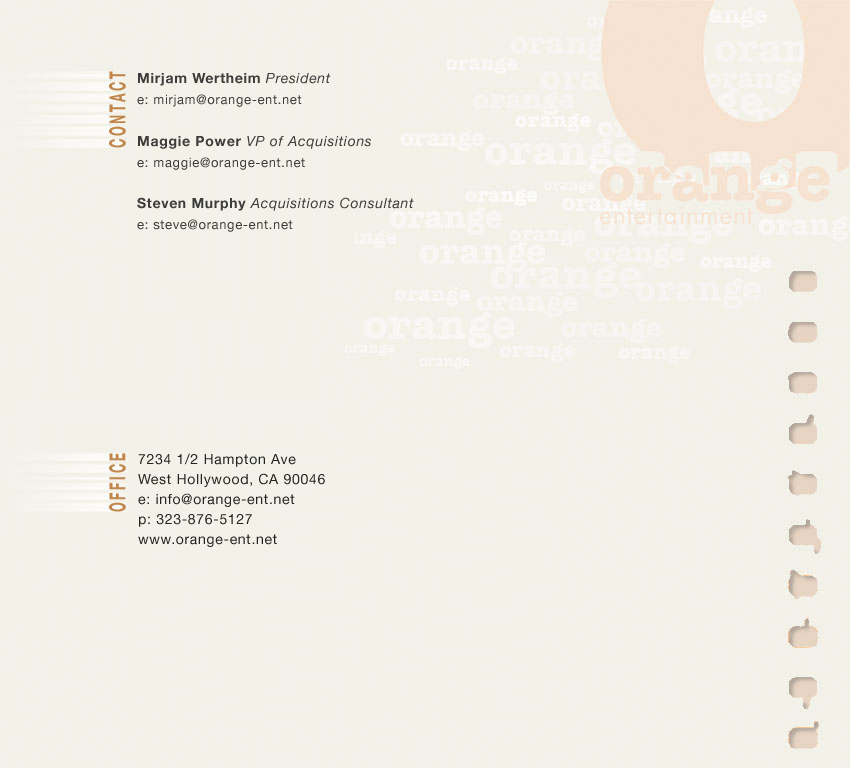 CONTACT
Mirjam Wertheim President
e: mirjam@orange-ent.net
Maggie Power VP of Acquisitions
e: maggie@orange-ent.net
Steven Murphy Acquisitions Consultant
e: steve@orange-ent.net
orange
entertainment
OFFICE
7234 1/2 Hampton Ave
West Hollywood, CA 90046
e: info@orange-ent.net
p: 323-876-5127
www.orange-ent.net